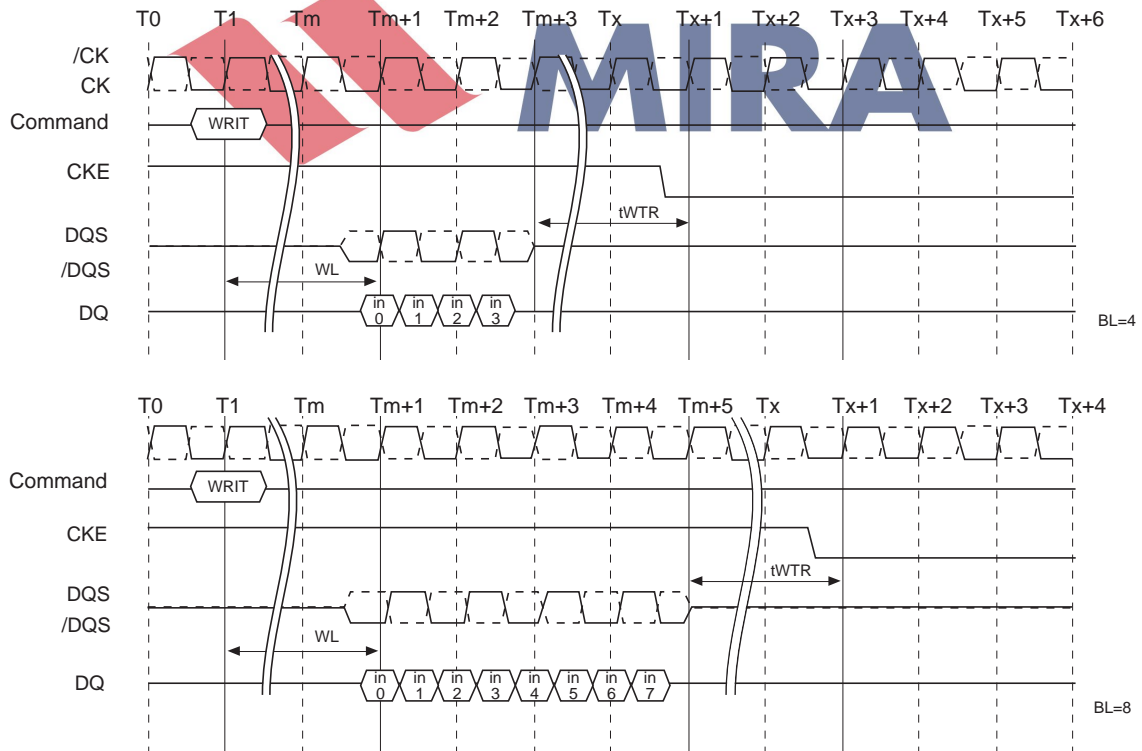 T0 T1 Tm Tm+1 Tm+2 Tm+3 Tx Tx+1 Tx+2 Tx+3 Tx+4 Tx+5 Tx+6
MIRA
/CK
CK
Command WRIT
CKE
tWTR
DQS
/DQS
WL
DQ in 0 in 1 in 2 in 3
BL=4
T0 T1 Tm Tm+1 Tm+2 Tm+3 Tm+4 Tm+5 Tx Tx+1 Tx+2 Tx+3 Tx+4
Command WRIT
CKE
tWTR
DQS
/DQS
WL
DQ in 0 in 1 in 2 in 3 in 4 in 5 in 6 in 7
BL=8